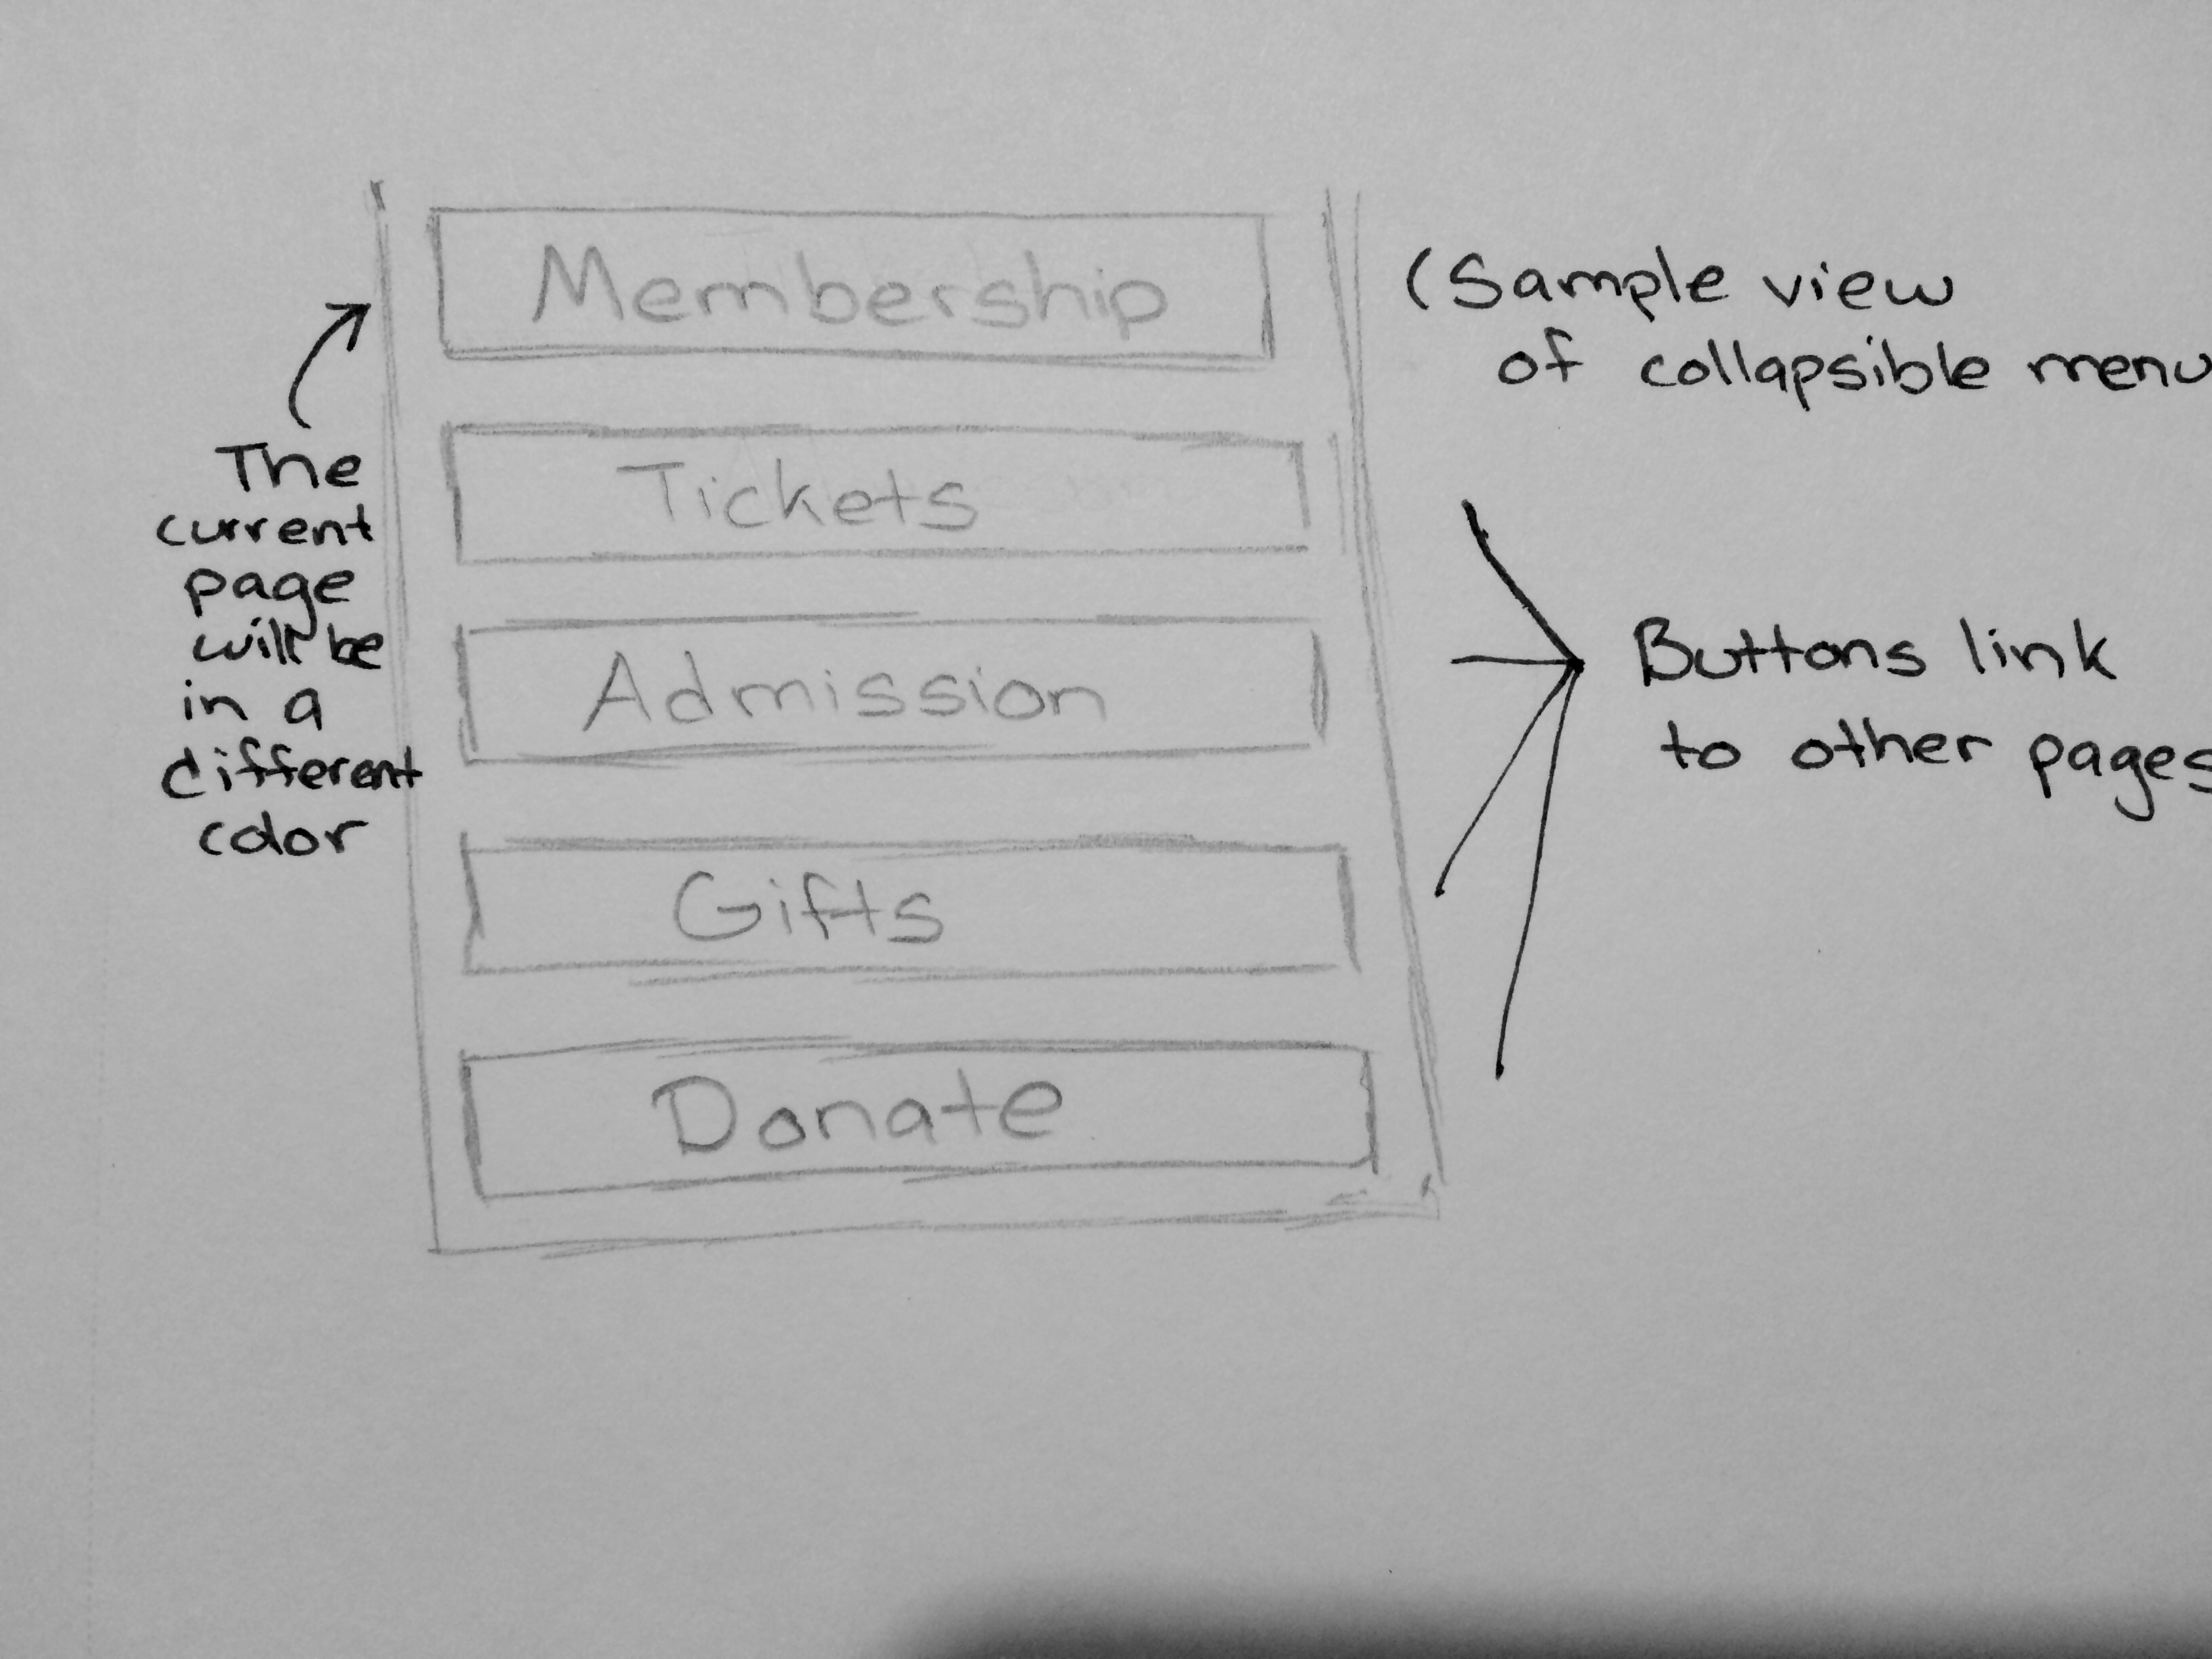 Membership
Tickets
Admission
Gifts
Donate
The
current
page
will be
in a
different
color
(Sample view
of collapsible menu
Buttons link
to other pages